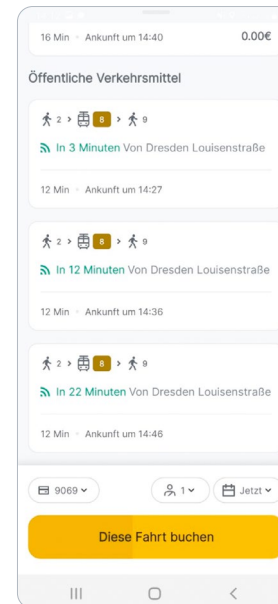 16 Min · Ankunft um 14:40 0.00€
Öffentliche Verkehrsmittel
2 > 8 > 9
In 3 Minuten Von Dresden Louisenstraße
12 Min · Ankunft um 14:27
2 > 8 > 9
In 12 Minuten Von Dresden Louisenstraße
12 Min · Ankunft um 14:36
2 > 8 > 9
In 22 Minuten Von Dresden Louisenstraße
12 Min · Ankunft um 14:46
9069 1 Jetzt
Diese Fahrt buchen